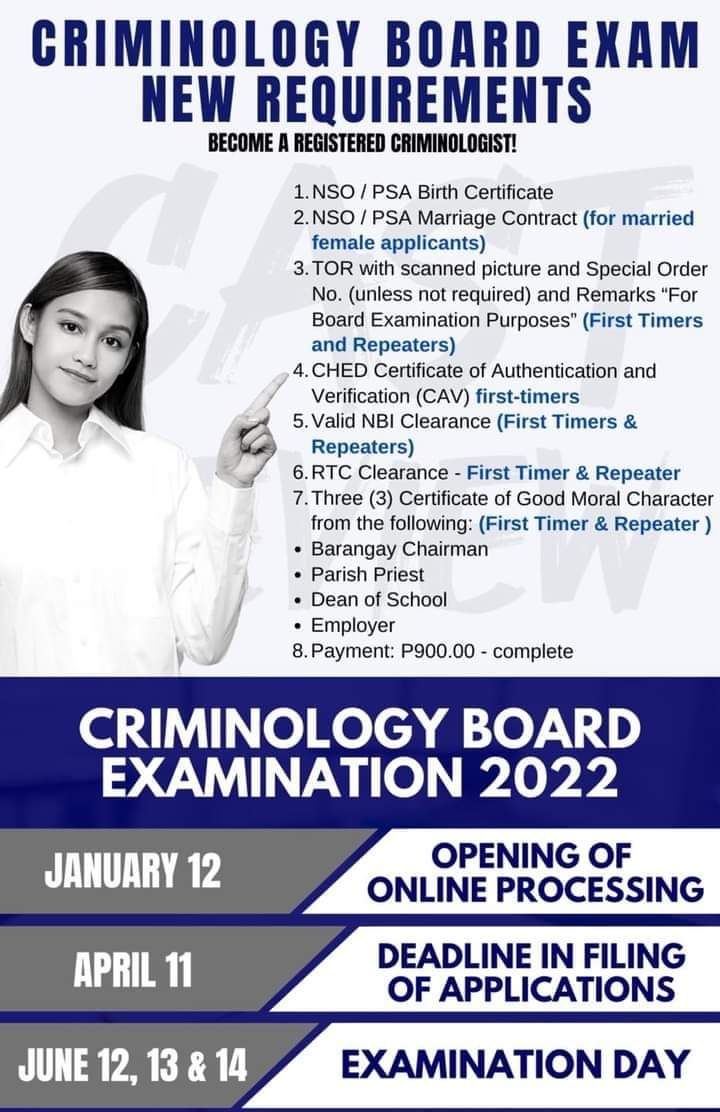 CRIMINOLOGY BOARD EXAM
NEW REQUIREMENTS
BECOME A REGISTERED CRIMINOLOGIST!
CAST
REVIEW
1. NSO / PSA Birth Certificate
2. NSO / PSA Marriage Contract (for married
female applicants)
3. TOR with scanned picture and Special Order
No. (unless not required) and Remarks “For
Board Examination Purposes” (First Timers
and Repeaters)
4. CHED Certificate of Authentication and
Verification (CAV) first-timers
5. Valid NBI Clearance (First Timers &
Repeaters)
6. RTC Clearance - First Timer & Repeater
7. Three (3) Certificate of Good Moral Character
from the following: (First Timer & Repeater )
• Barangay Chairman
• Parish Priest
• Dean of School
• Employer
8. Payment: P900.00 - complete
CRIMINOLOGY BOARD
EXAMINATION 2022
JANUARY 12
OPENING OF
ONLINE PROCESSING
APRIL 11
DEADLINE IN FILING
OF APPLICATIONS
JUNE 12, 13 & 14
EXAMINATION DAY